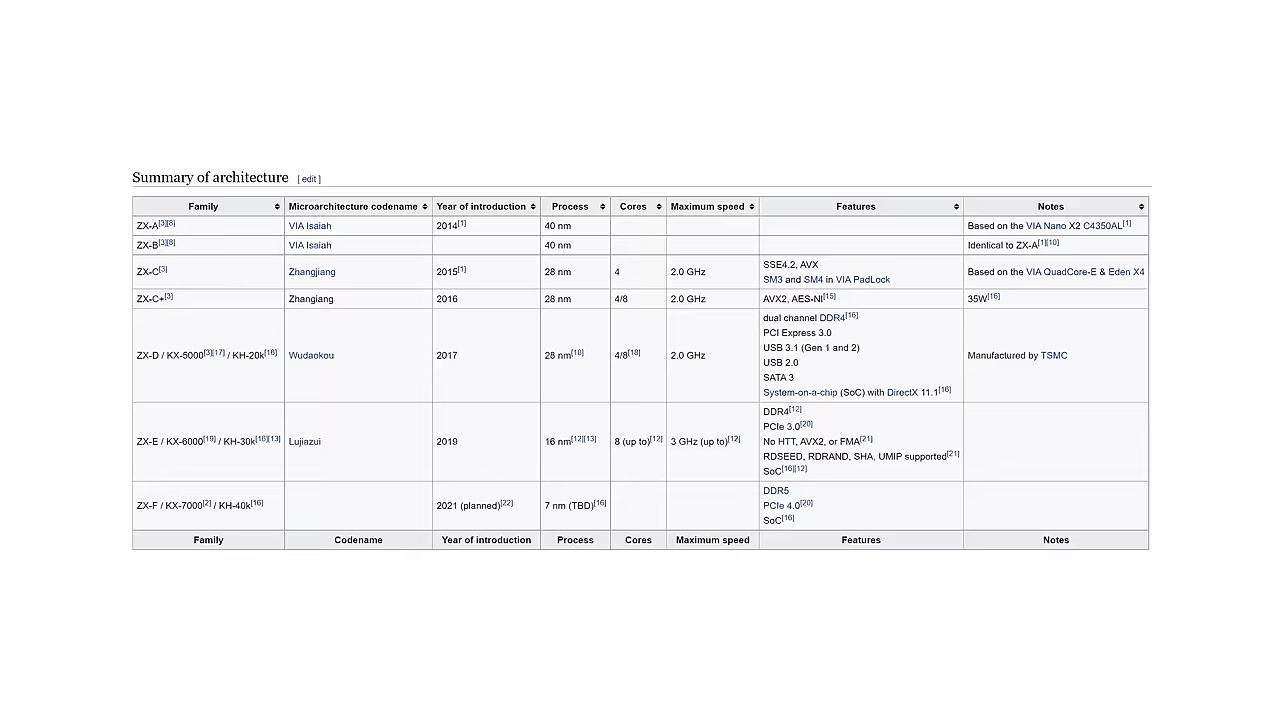 Summary of architecture [ edit ]
Family Microarchitecture codename Year of introduction Process Cores Maximum speed Features Notes
ZX-A[3][8] VIA Isaiah 2014[1] 40 nm Based on the VIA Nano X2 C4350AL[1]
ZX-B[3][8] VIA Isaiah 40 nm Identical to ZX-A[1][10]
ZX-C[3] Zhangjiang 2015[1] 28 nm 4 2.0 GHz SSE4.2, AVX
SM3 and SM4 in VIA PadLock
Based on the VIA QuadCore-E & Eden X4
ZX-C+[3] Zhangiang 2016 28 nm 4/8 2.0 GHz AVX2, AES-NI[15] 35W[16]
ZX-D / KX-5000[3][17] / KH-20k[16] Wudaokou 2017 28 nm[18] 4/8[18] 2.0 GHz dual channel DDR4[16]
PCI Express 3.0
USB 3.1 (Gen 1 and 2)
USB 2.0
SATA 3
System-on-a-chip (SoC) with DirectX 11.1[16]
Manufactured by TSMC
ZX-E / KX-6000[19] / KH-30k[16][13] Lujiazui 2019 16 nm[12][13] 8 (up to)[12] 3 GHz (up to)[12] DDR4[12]
PCIe 3.0[20]
No HTT, AVX2, or FMA[21]
RDSEED, RDRAND, SHA, UMIP supported[21]
SoC[16][12]
ZX-F / KX-7000[2] / KH-40k[16] 2021 (planned)[22] 7 nm (TBD)[16] DDR5
PCIe 4.0[20]
SoC[16]
Family Codename Year of introduction Process Cores Maximum speed Features Notes